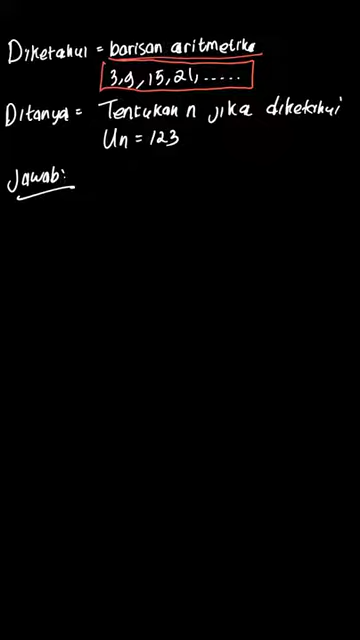 Diketahui = barisan aritmetika
3,9, 15, 21, .....
Ditanya = Tentukan n jika diketahui
Un = 123
Jawab: